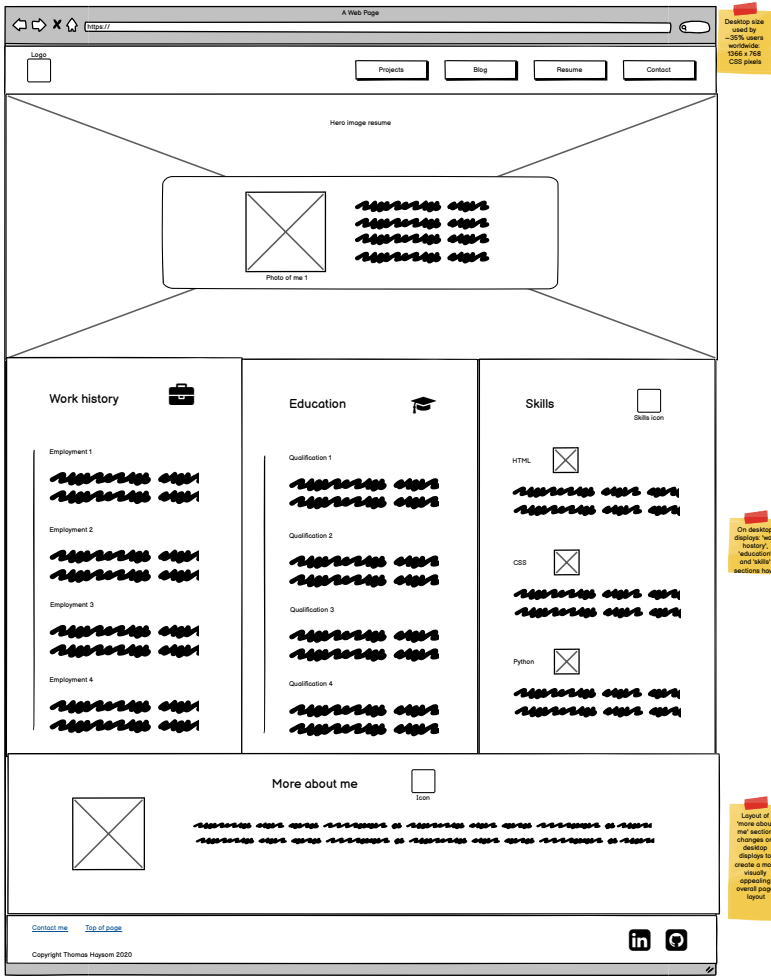 A Web Page
https://
Desktop size
used by
~35% users
worldwide:
1366 x 768
CSS pixels
Logo
Projects
Blog
Resume
Contact
Hero image resume
Photo of me 1
Work history
Education
Skills
Skills icon
Employment 1
Employment 2
Employment 3
Employment 4
Qualification 1
Qualification 2
Qualification 3
Qualification 4
HTML
CSS
Python
On desktop
displays:
hostory',
'education'
and 'skills'
sections
More about me
Icon
Layout of
'more about
me' section
changes on
desktop
displays to
create a
visually
appealing
overall page
layout
Contact me
Top of page
Copyright Thomas Haysom 2020
in